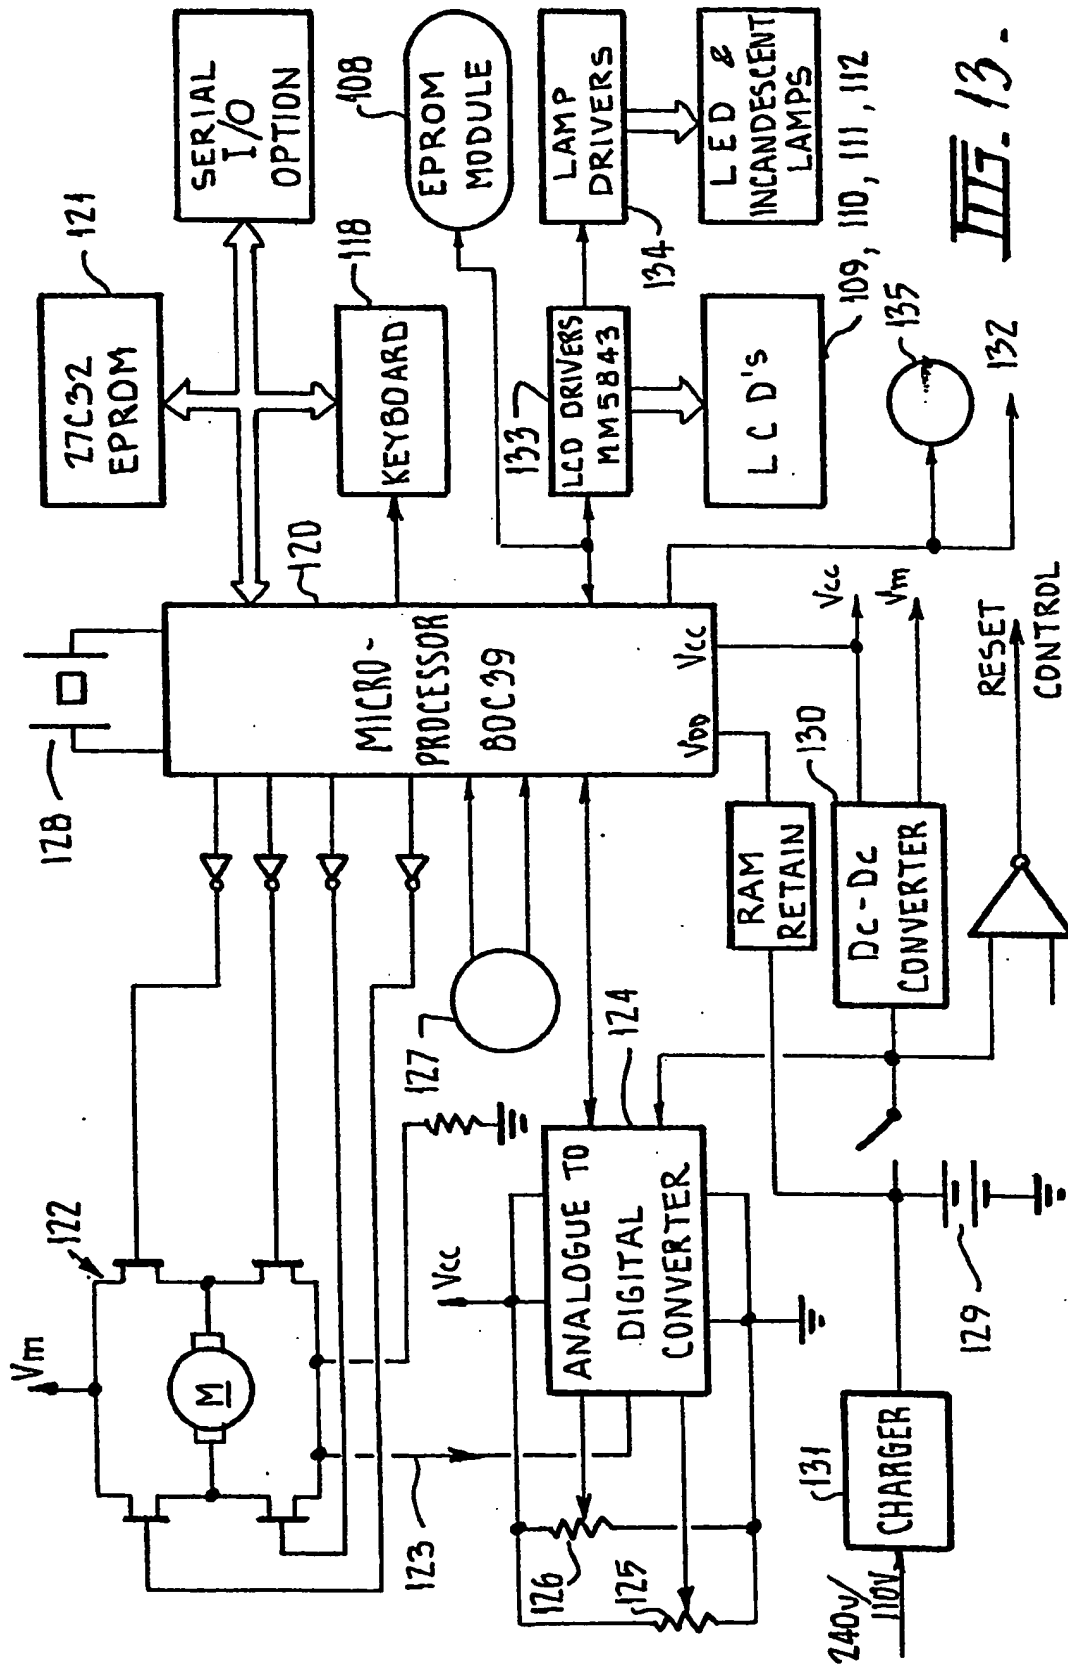 122
Vm
M
123
128
MICRO-
PROCESSOR
80C39
VDD
VCC
120
27C32
EPROM
121
SERIAL
I/O
OPTION
KEYBOARD
118
EPROM
MODULE
108
LCD DRIVERS
MM5843
133
LAMP
DRIVERS
134
LED &
INCANDESCENT
LAMPS
LCD's
109, 110, 111, 112
135
132
127
Vcc
ANALOGUE TO
DIGITAL
CONVERTER
124
126
125
RAM
RETAIN
DC-DC
CONVERTER
130
Vcc
Vm
RESET
CONTROL
129
CHARGER
131
240v/
110V
FIG. 13.